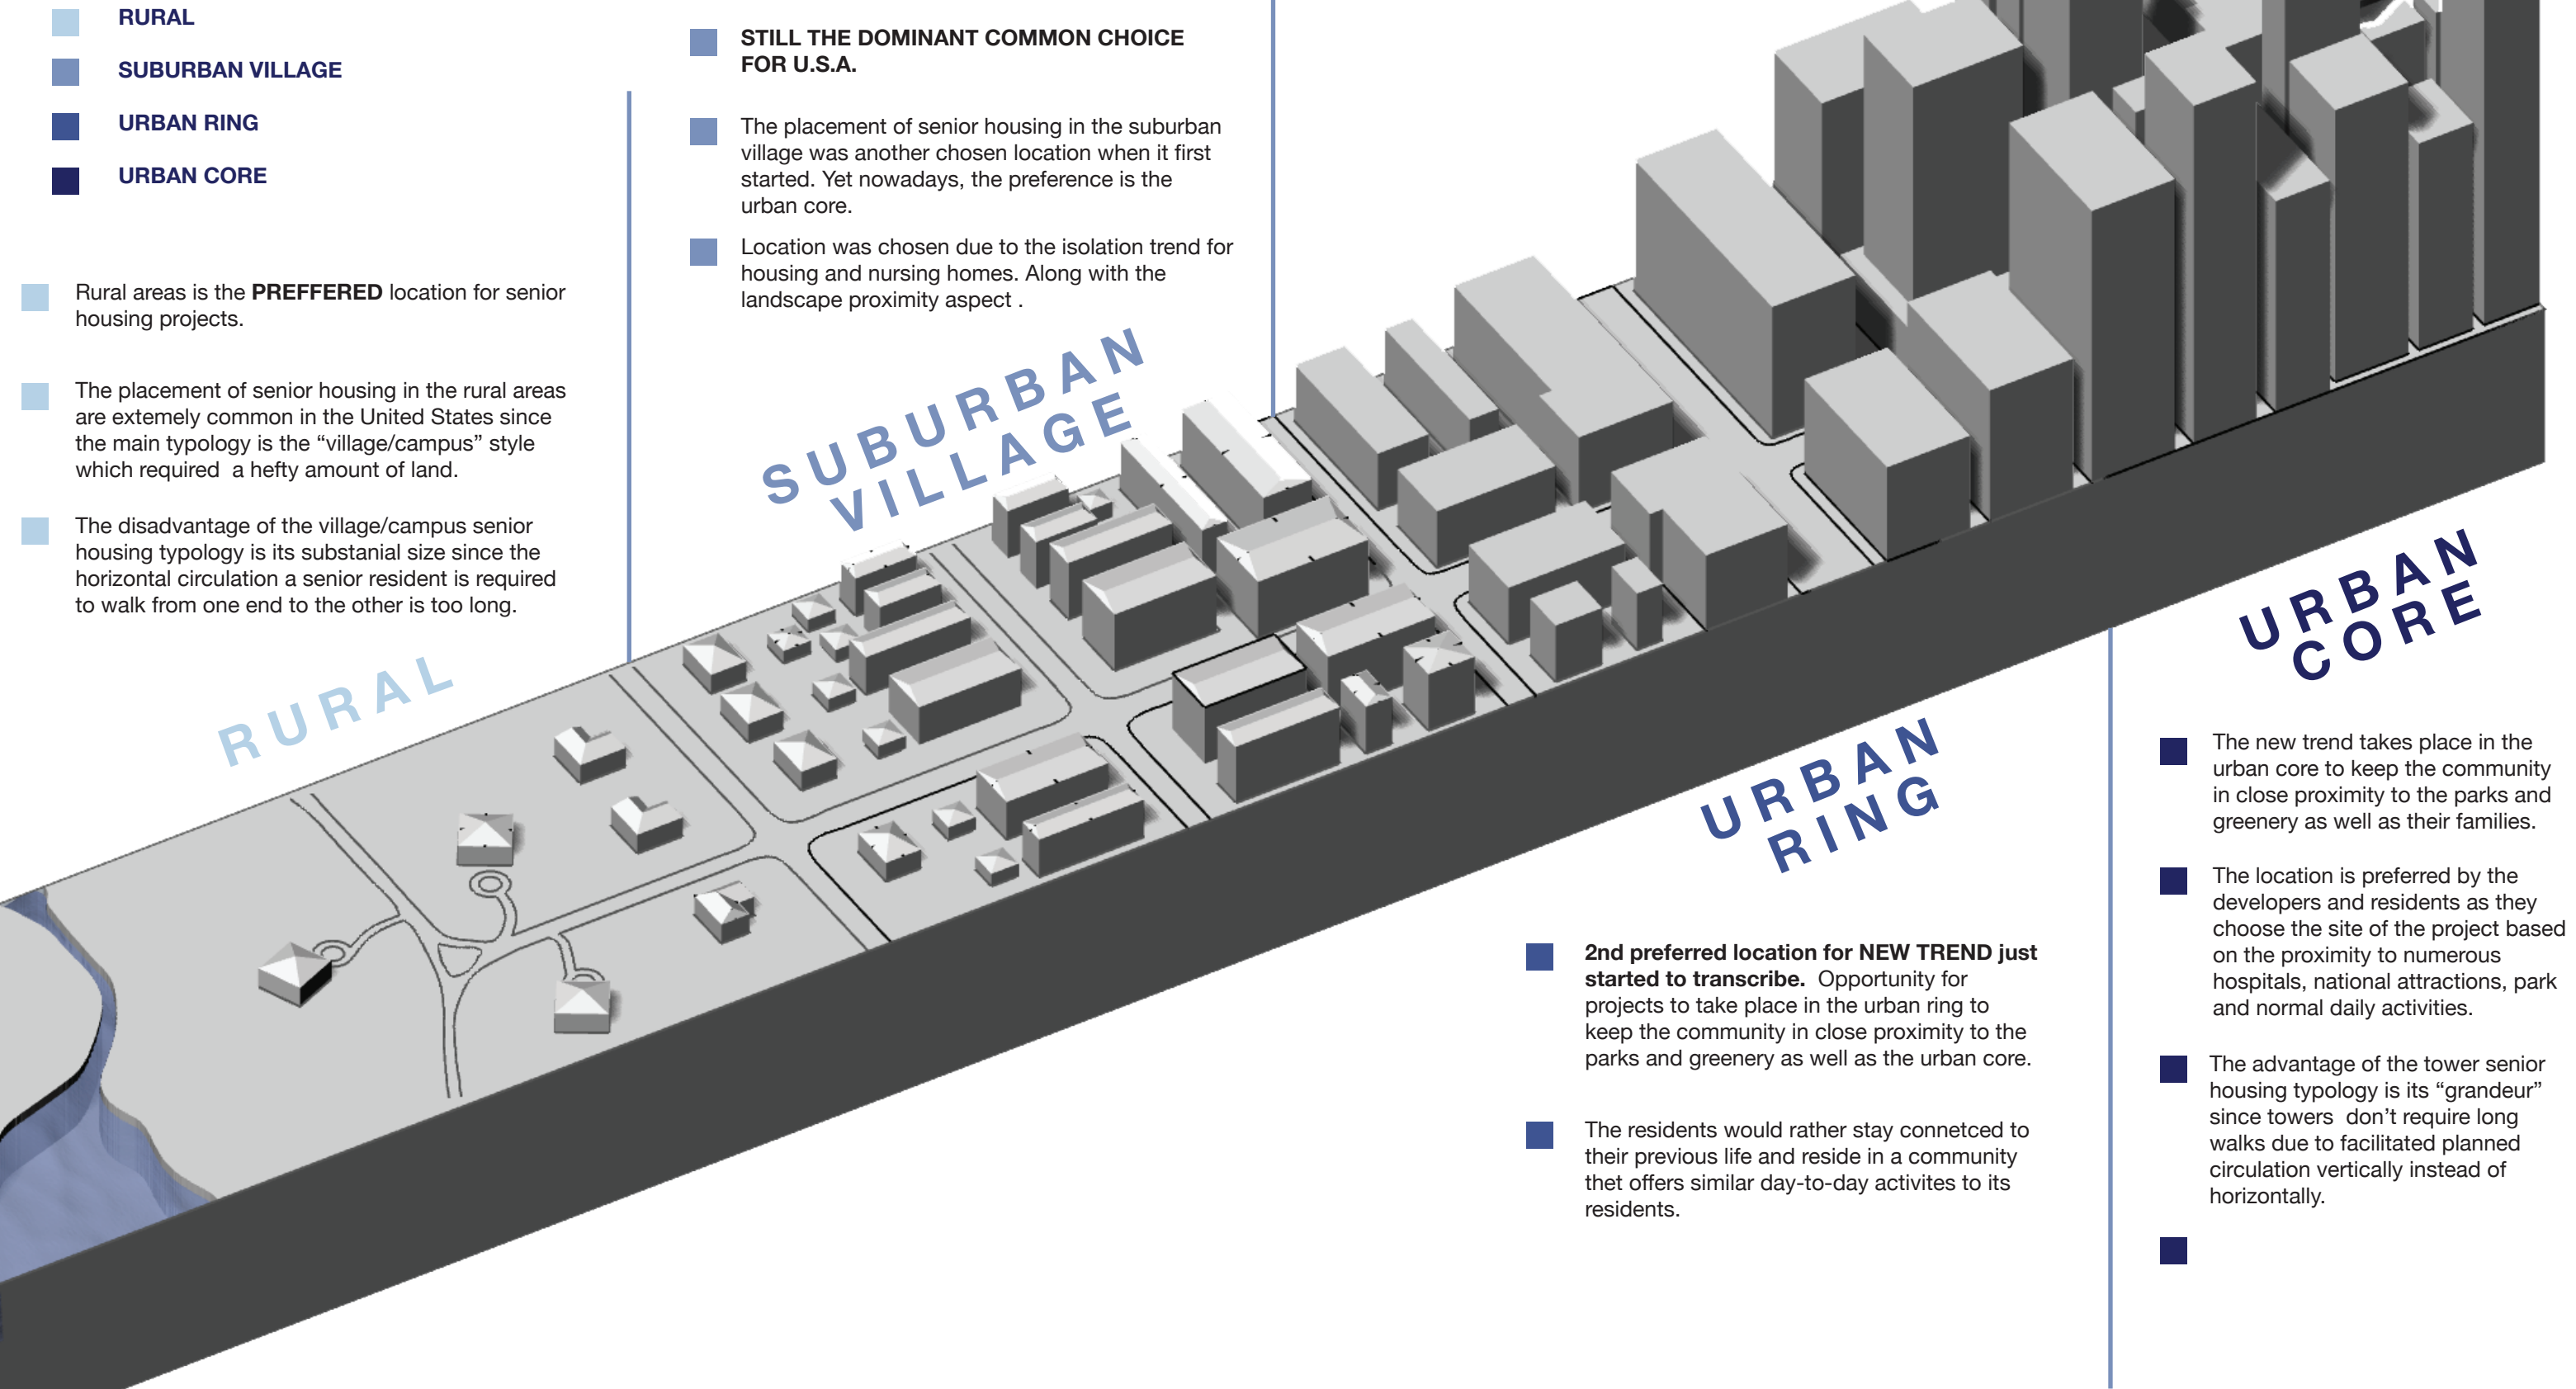 RURAL
SUBURBAN VILLAGE
URBAN RING
URBAN CORE
Rural areas is the PREFFERED location for senior
housing projects.
The placement of senior housing in the rural areas
are extemely common in the United States since
the main typology is the “village/campus” style
which required  a hefty amount of land.
The disadvantage of the village/campus senior
housing typology is its substanial size since the
horizontal circulation a senior resident is required
to walk from one end to the other is too long.
RURAL
STILL THE DOMINANT COMMON CHOICE
FOR U.S.A.
The placement of senior housing in the suburban
village was another chosen location when it first
started. Yet nowadays, the preference is the
urban core.
Location was chosen due to the isolation trend for
housing and nursing homes. Along with the
landscape proximity aspect .
SUBURBAN
VILLAGE
URBAN
RING
2nd preferred location for NEW TREND just
started to transcribe.  Opportunity for
projects to take place in the urban ring to
keep the community in close proximity to the
parks and greenery as well as the urban core.
The residents would rather stay connetced to
their previous life and reside in a community
thet offers similar day-to-day activites to its
residents.
URBAN
CORE
The new trend takes place in the
urban core to keep the community
in close proximity to the parks and
greenery as well as their families.
The location is preferred by the
developers and residents as they
choose the site of the project based
on the proximity to numerous
hospitals, national attractions, park
and normal daily activities.
The advantage of the tower senior
housing typology is its “grandeur”
since towers  don’t require long
walks due to facilitated planned
circulation vertically instead of
horizontally.